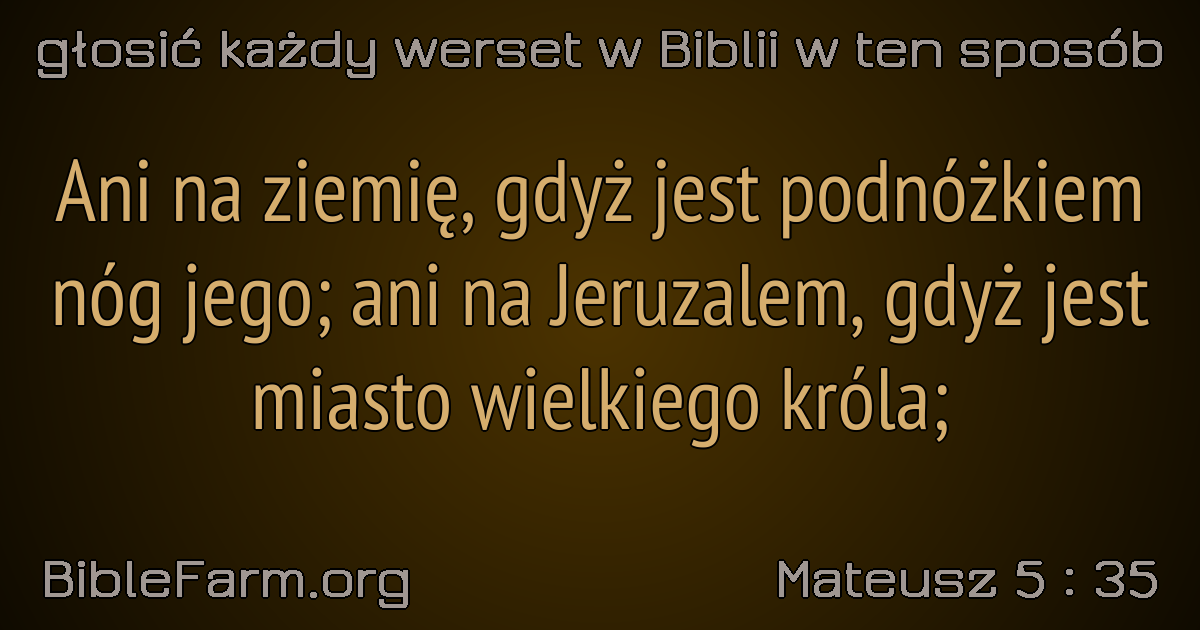 głosić każdy werset w Biblii w ten sposób
Ani na ziemię, gdyż jest podnóżkiem
nóg jego; ani na Jeruzalem, gdyż jest
miasto wielkiego króla;
BibleFarm.org
Mateusz 5 : 35